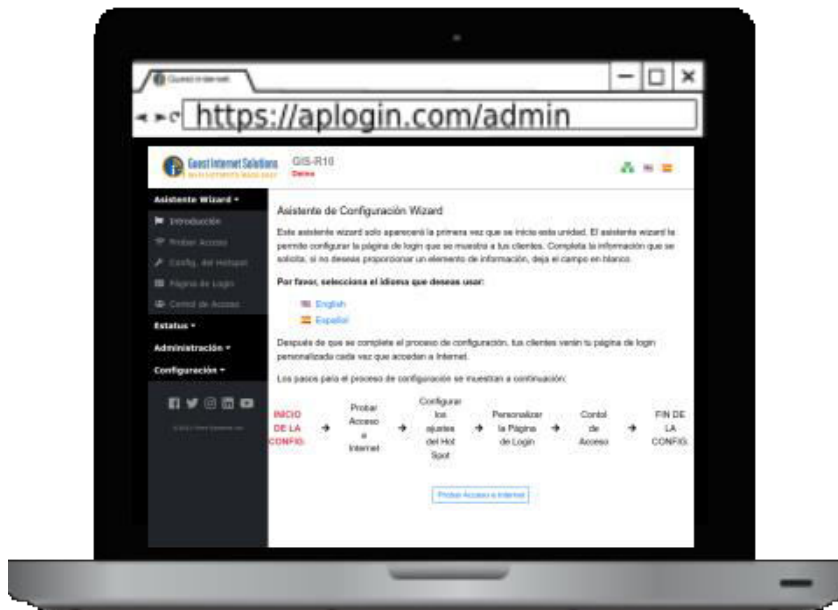 Guest Internet
https://aplogin.com/admin
Guest Internet Solutions
GIS-R10
Demo
Asistente Wizard
Introducción
Probar Acceso
Config. del Hotspot
Página de Login
Contol de Acceso
Estatus
Administración
Configuración
Asistente de Configuración Wizard
Este asistente wizard solo aparecerá la primera vez que se inicie esta unidad. El asistente wizard le
permite configurar la página de login que se muestra a tus clientes. Completa la información que se
solicita, si no deseas proporcionar un elemento de información, deja el campo en blanco.
Por favor, selecciona el idioma que deseas usar:
English
Español
Después de que se complete el proceso de configuración, tus clientes verán tu página de login
personalizada cada vez que accedan a Internet.
Los pasos para el proceso de configuración se muestran a continuación:
INICIO
DE LA
CONFIG.
→
Probar
Acceso
a
Internet
→
Configurar
los
ajustes
del Hot
Spot
→
Personalizar
la Página
de Login
→
Contol
de
Acceso
→
FIN DE
LA
CONFIG.
Probar Acceso a Internet